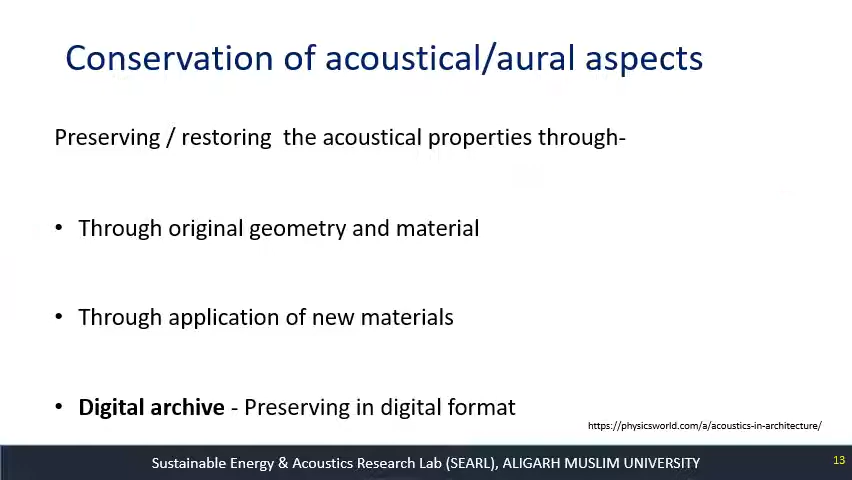 Conservation of acoustical/aural aspects
Preserving / restoring the acoustical properties through-
• Through original geometry and material
• Through application of new materials
• Digital archive - Preserving in digital format
https://physicsworld.com/a/acoustics-in-architecture/
Sustainable Energy & Acoustics Research Lab (SEARL), ALIGARH MUSLIM UNIVERSITY
13